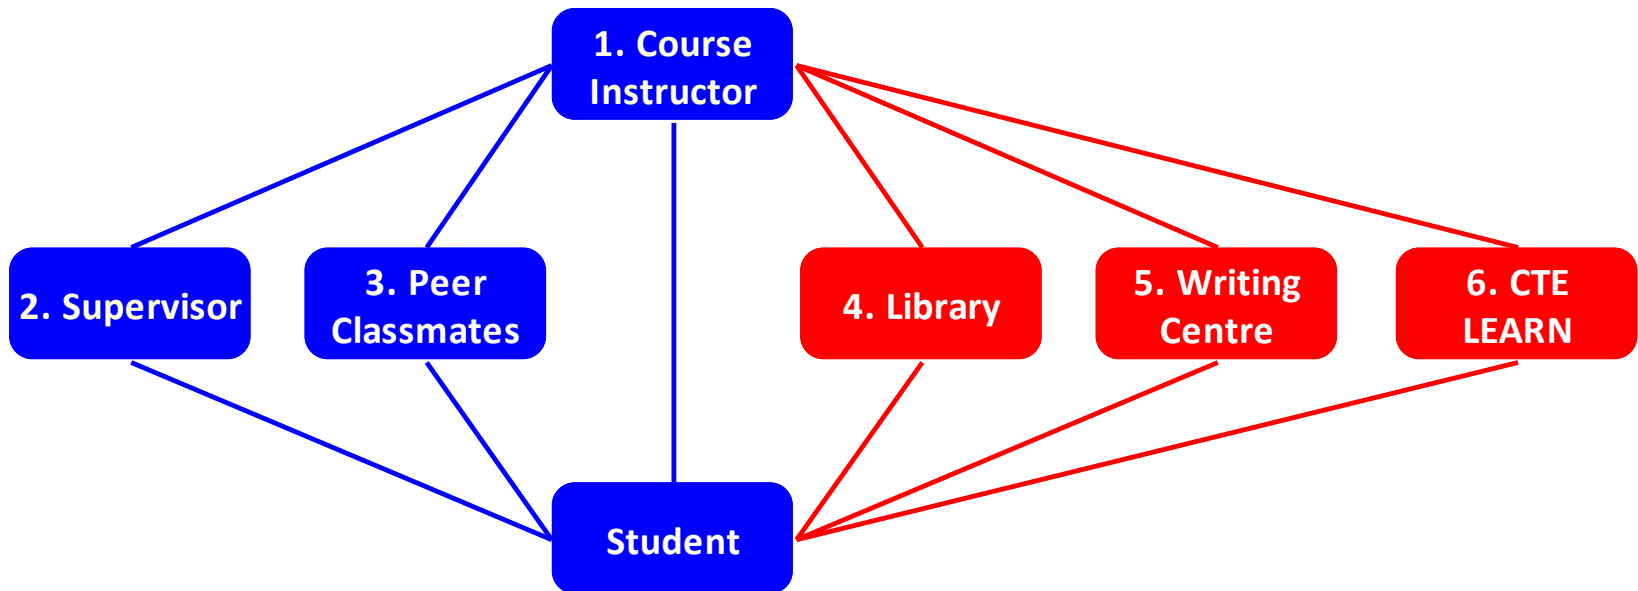 1. Course
Instructor
2. Supervisor
3. Peer
Classmates
4. Library
5. Writing
Centre
6. CTE
LEARN
Student